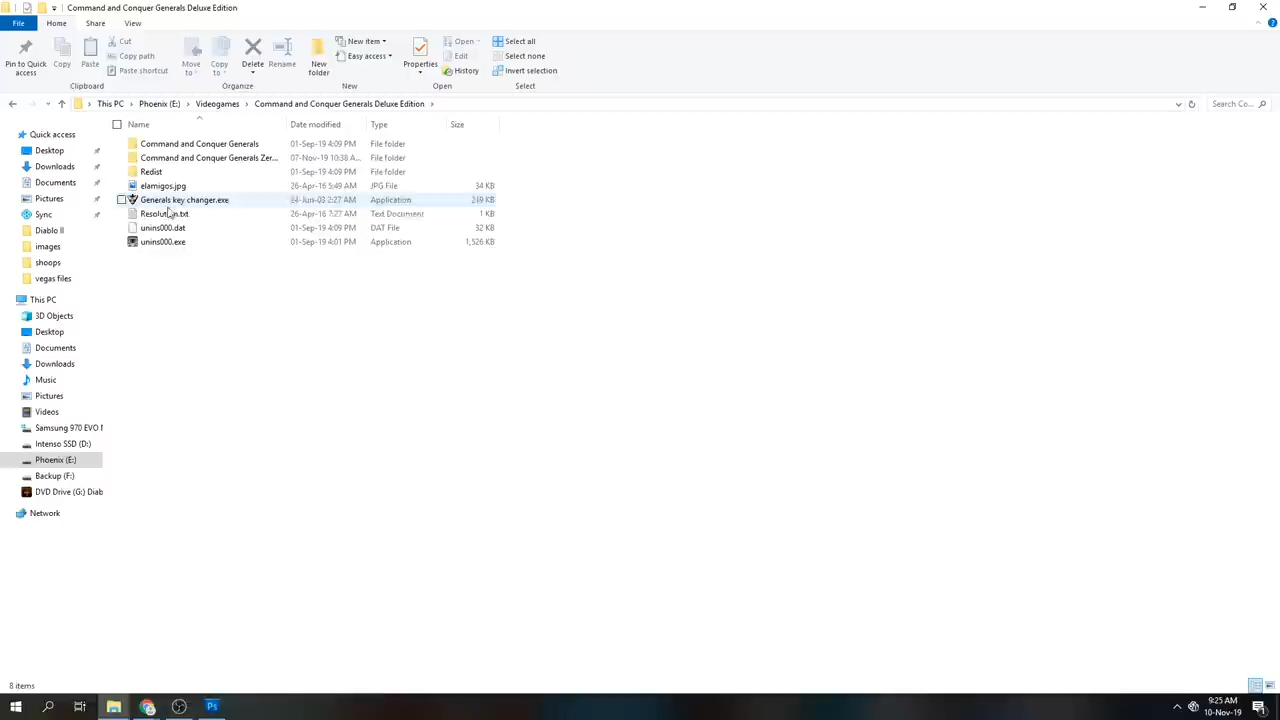 Command and Conquer Generals Deluxe Edition
File Home Share View
Pin to Quick access
Copy
Paste
Cut
Copy path
Paste shortcut
Clipboard
Move to
Copy to
Delete
Rename
Organize
New folder
New item
Easy access
New
Properties
Open
Edit
History
Open
Select all
Select none
Invert selection
Select
This PC Phoenix (E:) Videogames Command and Conquer Generals Deluxe Edition
Search Co...
Quick access
Desktop
Downloads
Documents
Pictures
Sync
Diablo II
images
shoops
vegas files
This PC
3D Objects
Desktop
Documents
Downloads
Music
Pictures
Videos
Samsung 970 EVO
Intenso SSD (D:)
Phoenix (E:)
Backup (F:)
DVD Drive (G:) Diab
Network
Name Date modified Type Size
Command and Conquer Generals 01-Sep-19 4:09 PM File folder
Command and Conquer Generals Zer... 07-Nov-19 10:38 A... File folder
Redist 01-Sep-19 4:09 PM File folder
elamigos.jpg 26-Apr-16 5:49 AM JPG File 34 KB
Generals key changer.exe 2:27 AM Application KB
26-Apr-16 7:27 AM Text Document 1 KB
unins000.dat 01-Sep-19 4:09 PM DAT File 32 KB
unins000.exe 01-Sep-19 4:01 PM Application 1,526 KB
8 items
Ps
9:25 AM
10-Nov-19